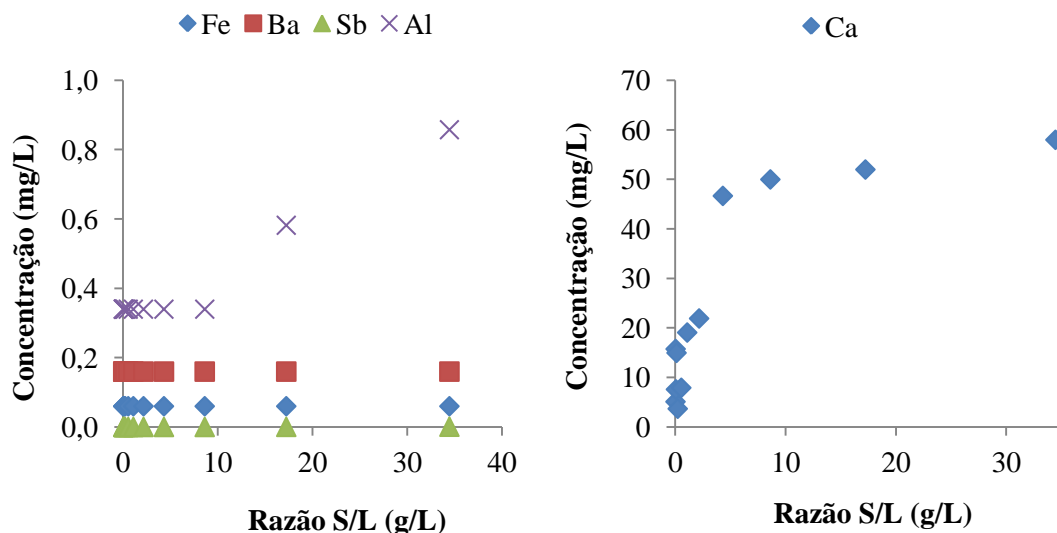 Fe Ba Sb Al
1,0
0,8
0,6
0,4
0,2
0,0
0 10 20 30 40
Concentração (mg/L)
Razão S/L (g/L)
Ca
70
60
50
40
30
20
10
0
0 10 20 30
Concentração (mg/L)
Razão S/L (g/L)